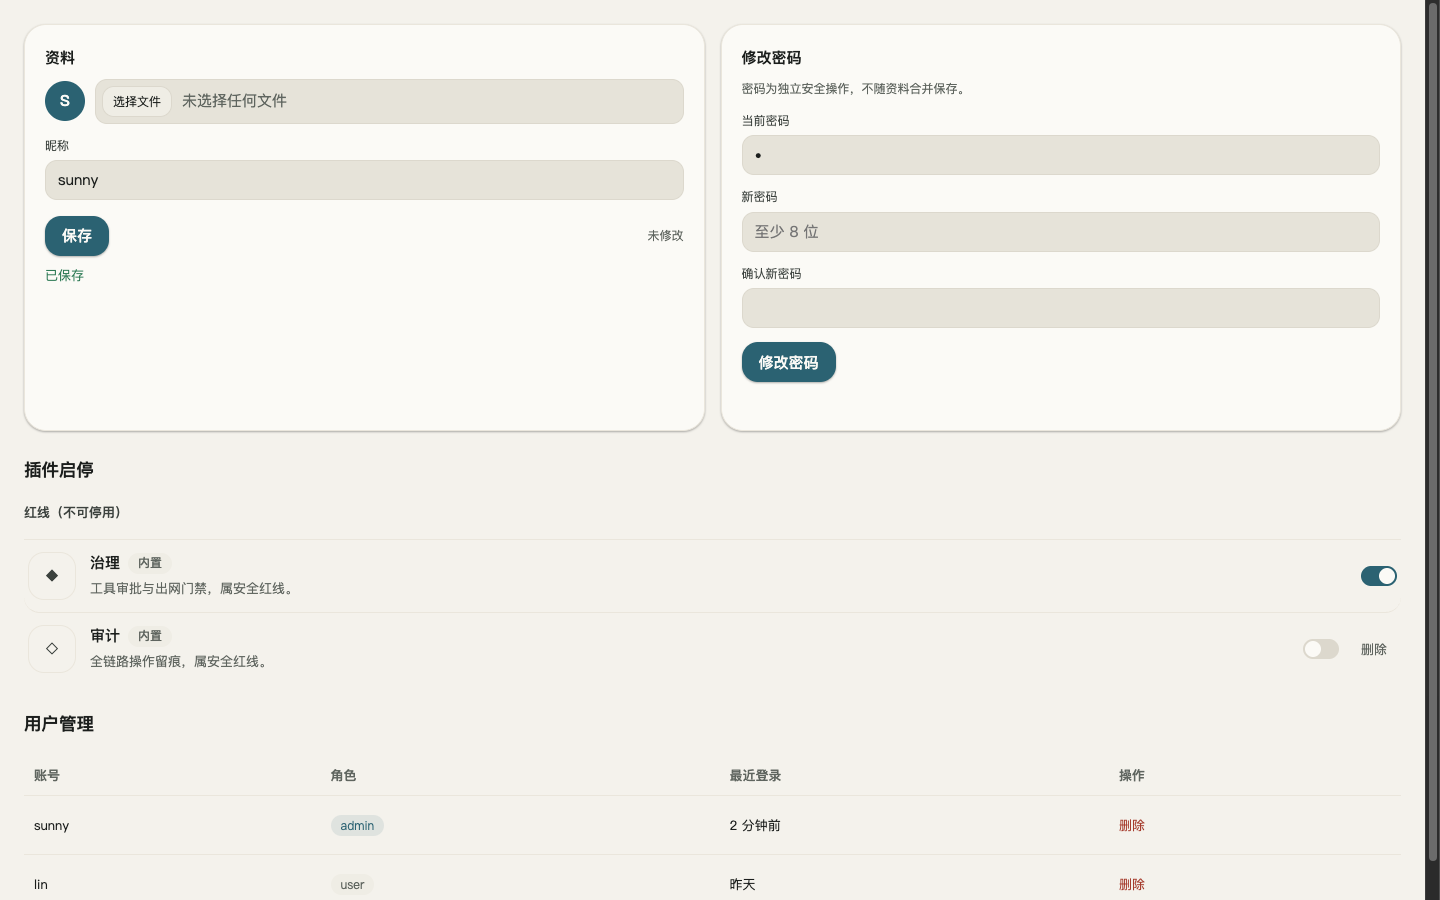 资料
S
选择文件 未选择任何文件
昵称
sunny
保存
未修改
已保存
修改密码
密码为独立安全操作，不随资料合并保存。
当前密码
•
新密码
至少 8 位
确认新密码
修改密码
插件启停
红线（不可停用）
治理 内置
工具审批与出网门禁，属安全红线。
审计 内置
全链路操作留痕，属安全红线。
删除
用户管理
账号 角色 最近登录 操作
sunny admin 2 分钟前 删除
lin user 昨天 删除